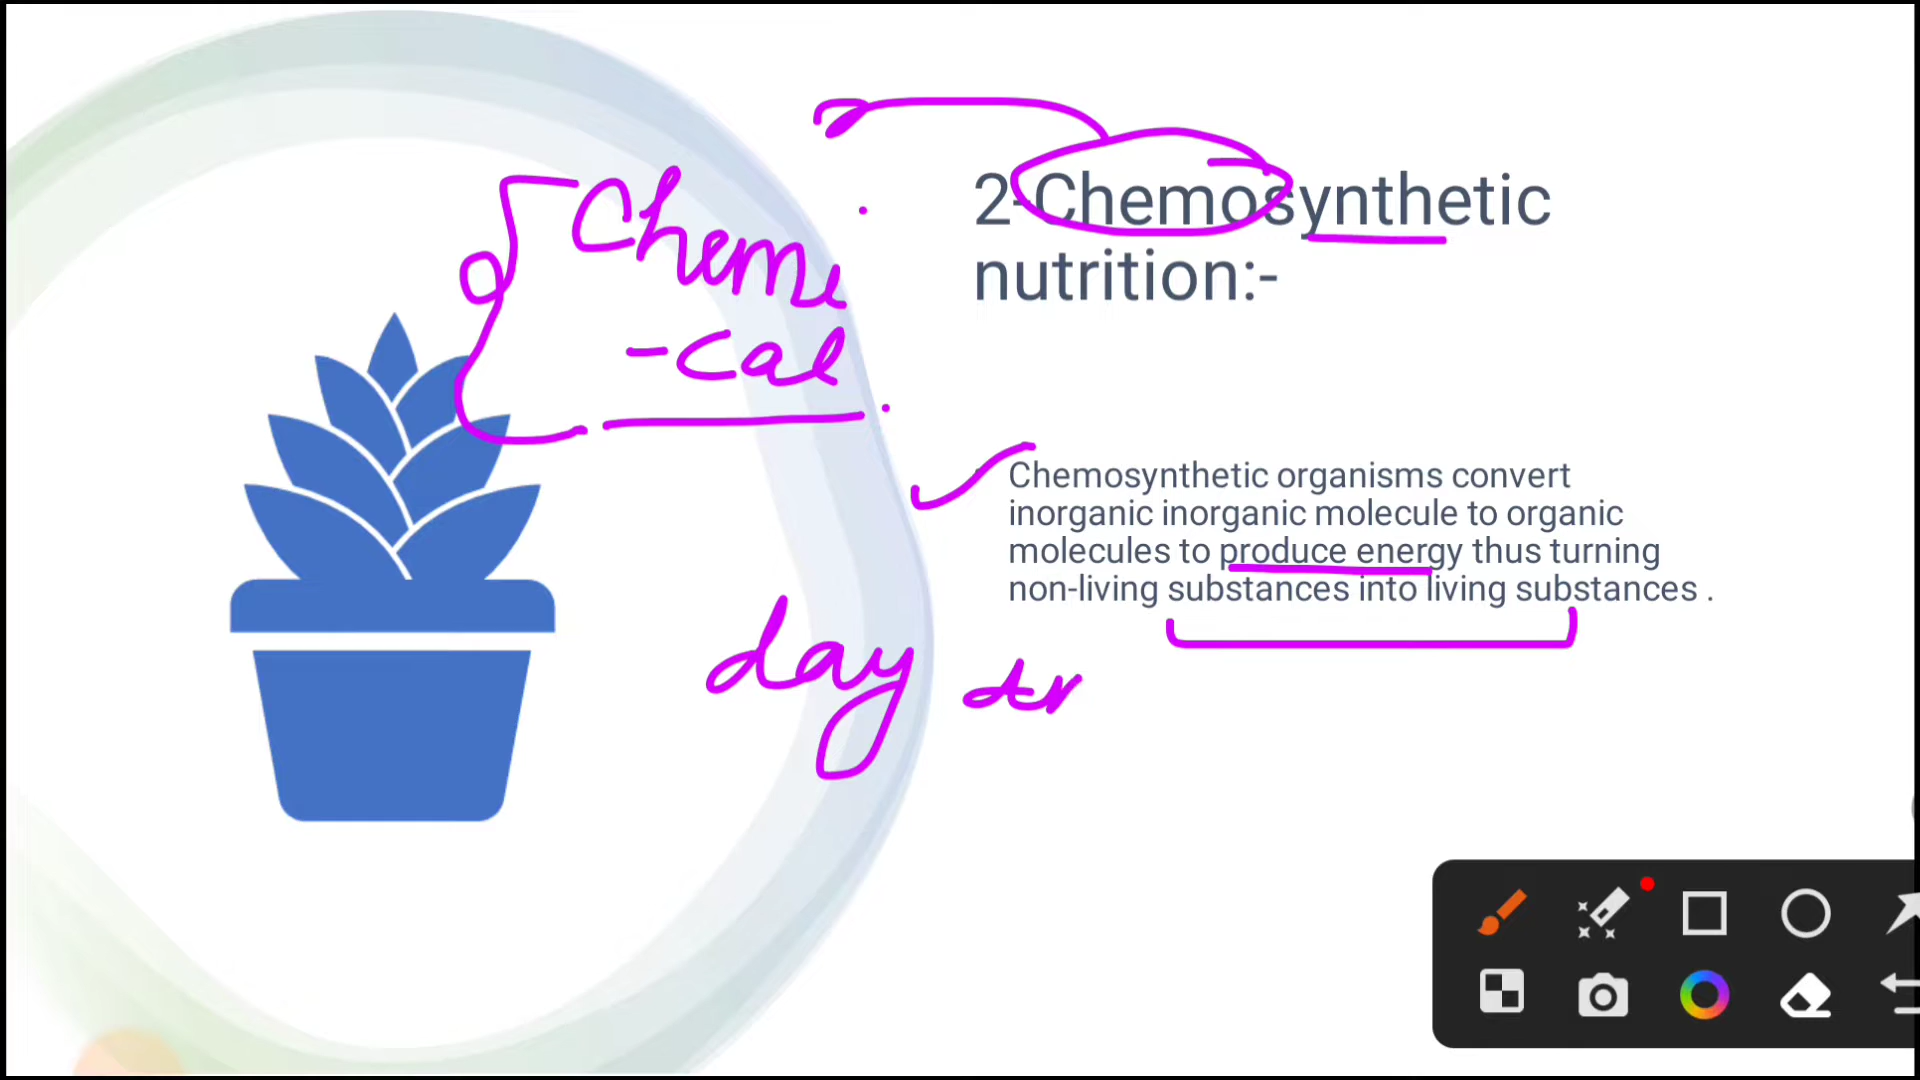 2-Chemosynthetic
nutrition:-
Chemi
-cal
Chemosynthetic organisms convert
inorganic inorganic molecule to organic
molecules to produce energy thus turning
non-living substances into living substances .
day